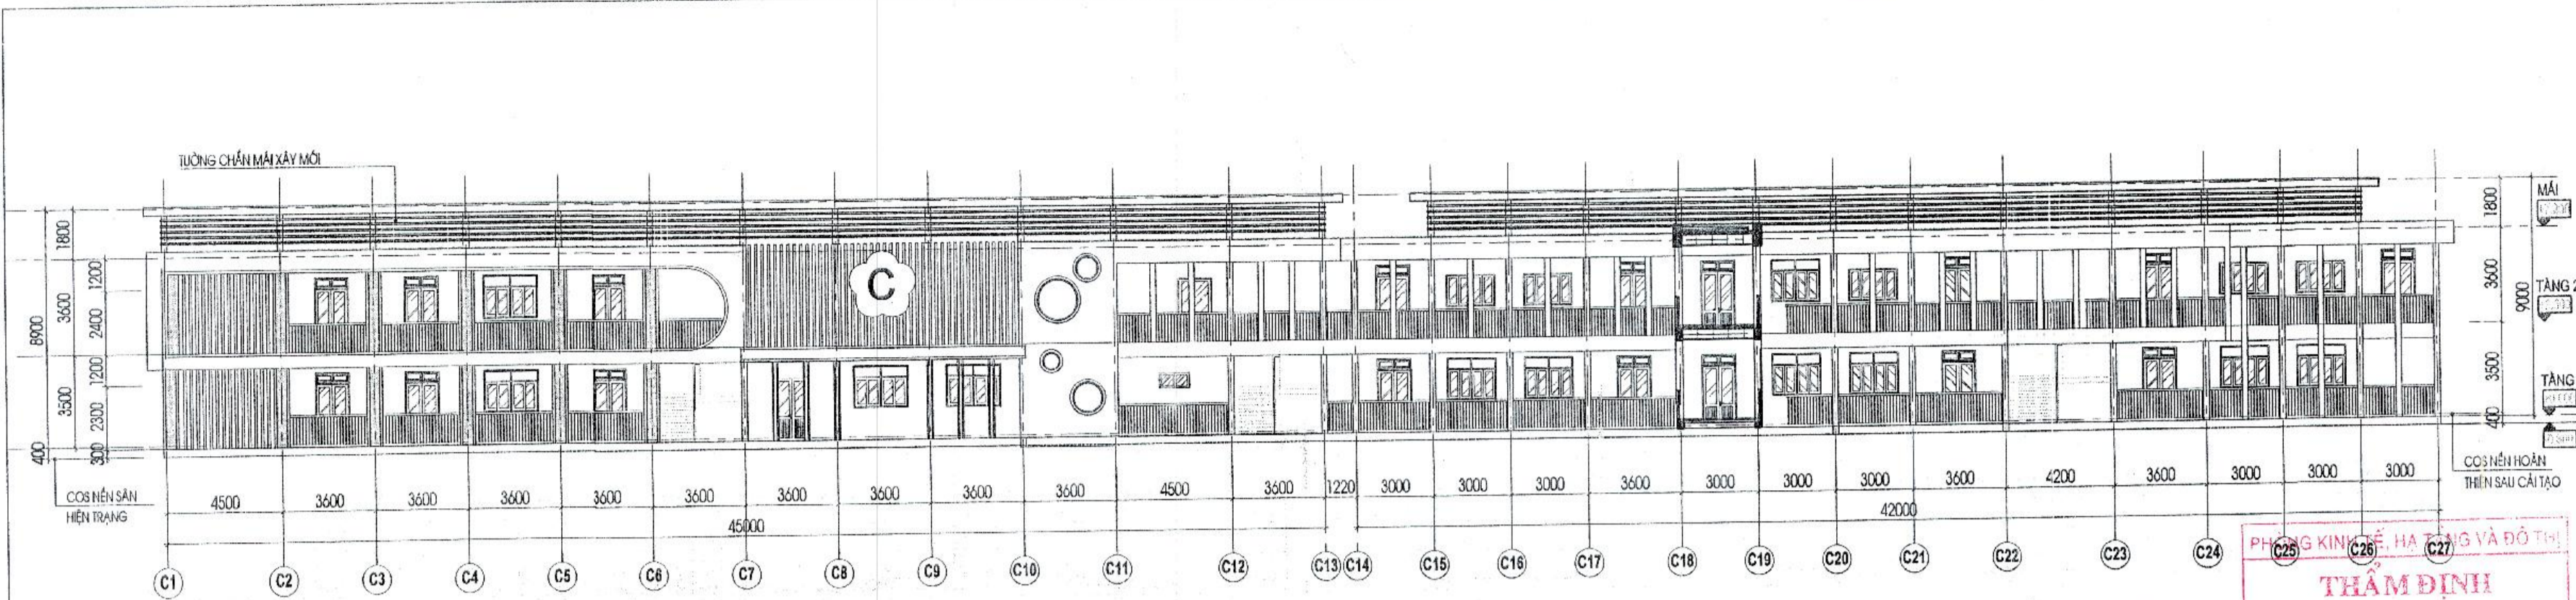 TƯỜNG CHẮN MÁI XÂY MỚI
C
1800
3600
8900
3500
400
1200
2400
1200
2300
300
1800
3600
9000
3500
400
MÁI
TẦNG 2
TẦNG
COS NỀN SÂN
HIỆN TRẠNG
COS NỀN HOÀN
THIỆN SAU CẢI TẠO
4500 3600 3600 3600 3600 3600 3600 3600 3600 3600 4500 3600 1220 3000 3000 3000 3600 3000 3000 3000 3600 4200 3600 3000 3000 3000
45000 42000
C1 C2 C3 C4 C5 C6 C7 C8 C9 C10 C11 C12 C13 C14 C15 C16 C17 C18 C19 C20 C21 C22 C23 C24 C25 C26 C27
PHÒNG KINH TẾ, HẠ TẦNG VÀ ĐÔ THỊ
THẨM ĐỊNH